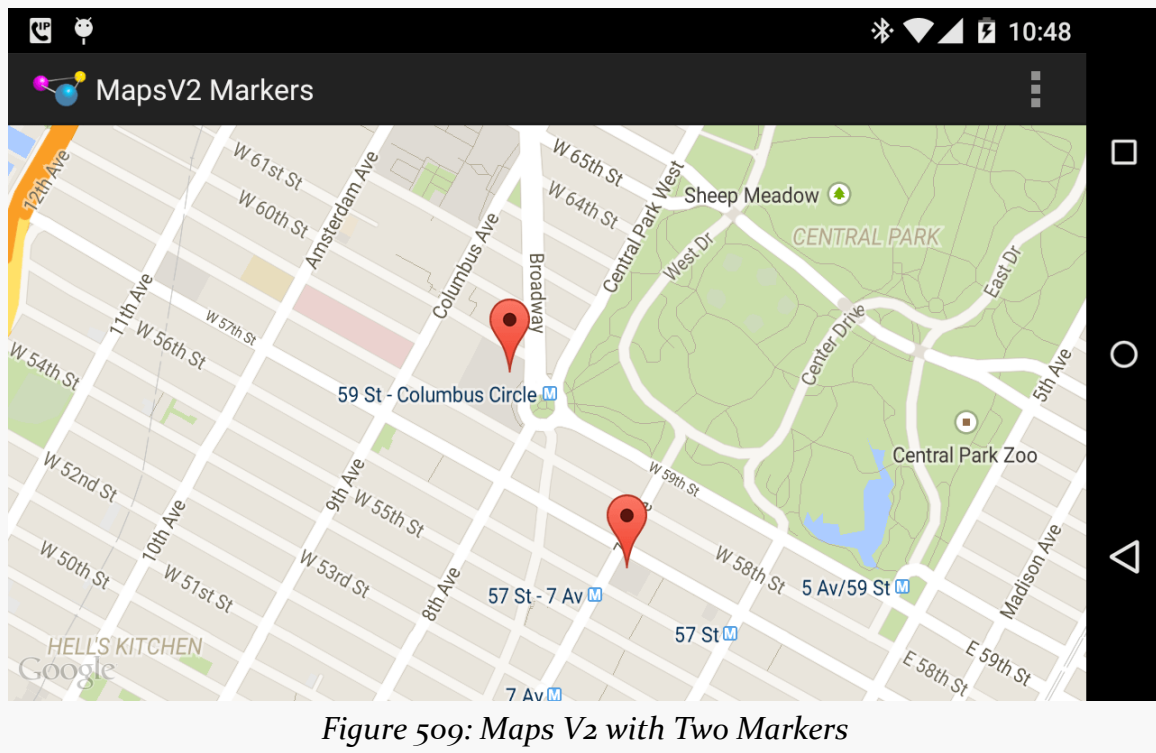 IP
10:48
MapsV2 Markers
12th Ave
W 61st St
W 60th St
Amsterdam Ave
Columbus Ave
Broadway
W 65th St
W 64th St
Central Park West
Sheep Meadow
CENTRAL PARK
West Dr
East Dr
11th Ave
W 57th St
W 56th St
W 54th St
Center Drive
5th Ave
59 St - Columbus Circle M
Central Park Zoo
W 52nd St
9th Ave
W 55th St
W 59th St
10th Ave
W 50th St
W 51st St
W 53rd St
8th Ave
W 58th St
57 St - 7 Av M
5 Av/59 St M
Madison Ave
57 St M
HELL'S KITCHEN
Google
E 58th St
E 59th St
7 Av M
Figure 509: Maps V2 with Two Markers